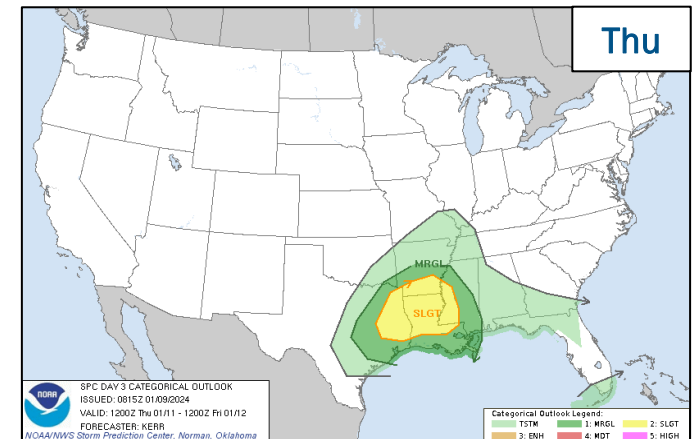 Thu
MRGL
SLGT
noaa
SPC DAY 3 CATEGORICAL OUTLOOK
ISSUED: 0815Z 01/09/2024
VALID: 1200Z Thu 01/11 - 1200Z Fri 01/12
FORECASTER: KERR
NOAA/NWS Storm Prediction Center, Norman, Oklahoma
Categorical Outlook Legend:
TSTM 1: MRGL 2: SLGT
3: ENH 4: MDT 5: HIGH